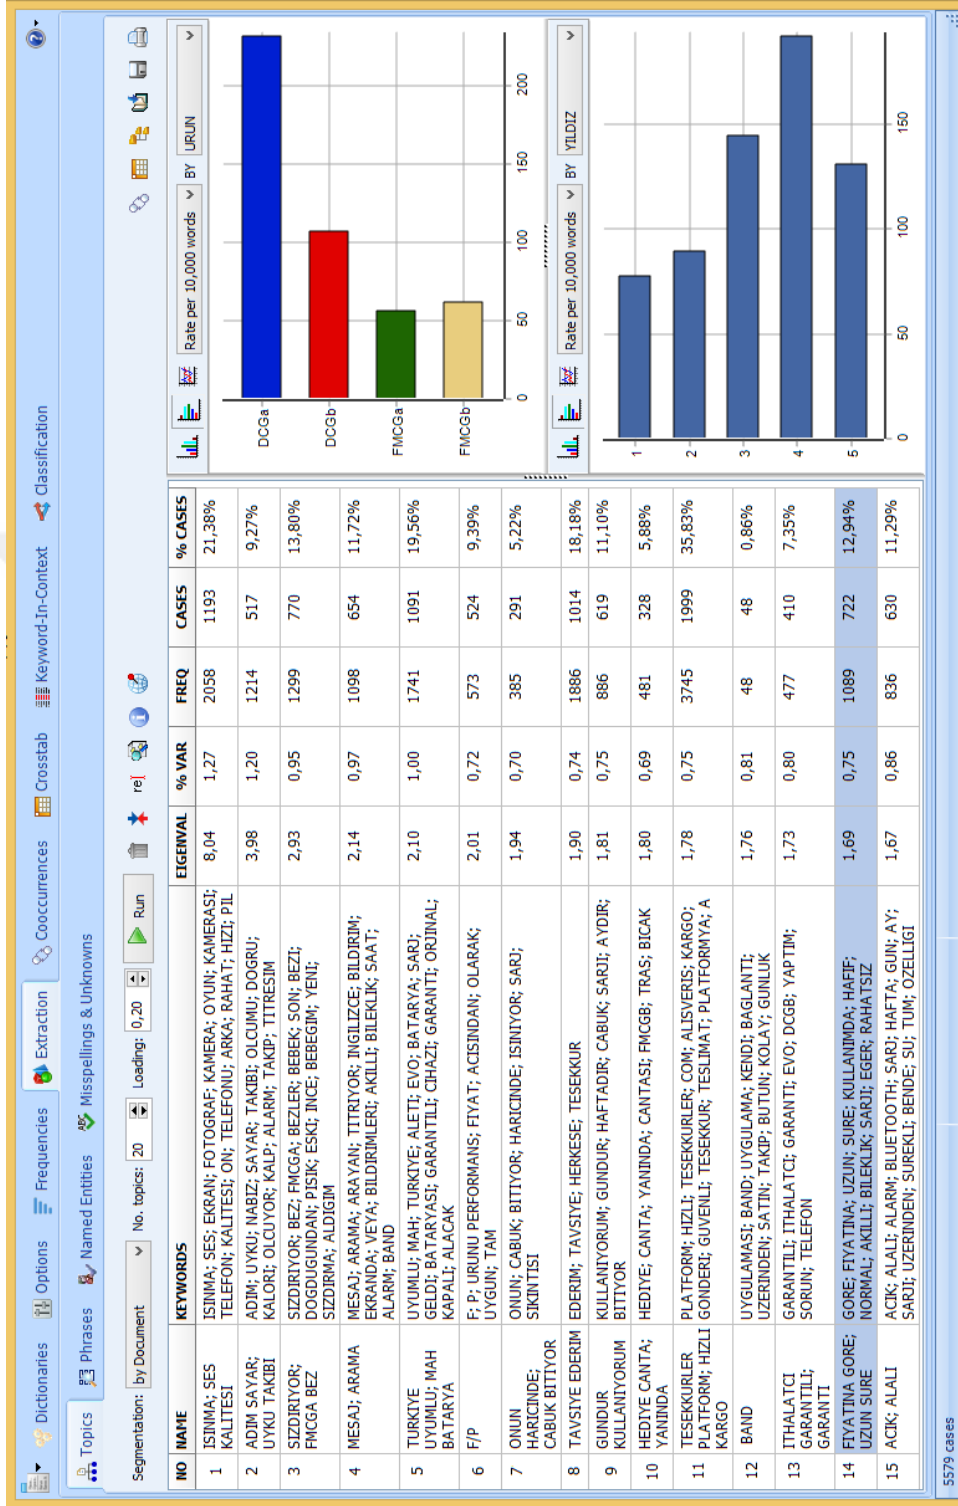 Dictionaries Options Frequencies Extraction Cooccurrences Crosstab Keyword-In-Context Classification
Topics Phrases Named Entities Misspellings & Unknowns
Segmentation: by Document No. topics: 20 Loading: 0,20 Run re
NO NAME KEYWORDS EIGENVAL % VAR FREQ CASES % CASES
1 ISINMA; SES KALITESI ISINMA; SES; EKRAN; FOTOGRAF; KAMERA; OYUN; KAMERASI; 8,04 1,27 2058 1193 21,38%
TELEFON; KALITESI; ON; TELEFONU; ARKA; RAHAT; HIZI; PIL
2 ADIM SAYAR; UYKU TAKIBI ADIM; UYKU; NABIZ; SAYAR; TAKIBI; OLCUMU; DOGRU; 3,98 1,20 1214 517 9,27%
KALORI; OLCUYOR; KALP; ALARM; TAKIP; TITRESIM
3 SIZDIRIYOR; FMCGA BEZ SIZDIRIYOR; BEZ; FMCGA; BEZLER; BEBEK; SON; BEZI; 2,93 0,95 1299 770 13,80%
DOGDUGUNDAN; PISIK; ESKI; INCE; BEBEGIM; YENI;
SIZDIRMA; ALDIGIM
4 MESAJ; ARAMA MESAJ; ARAMA; ARAYAN; TITRIYOR; INGILIZCE; BILDIRIM; 2,14 0,97 1098 654 11,72%
EKRANDA; VEYA; BILDIRIMLERI; AKILLI; BILEKLIK; SAAT;
ALARM; BAND
5 TURKIYE UYUMLU; MAH BATARYA UYUMLU; MAH; TURKIYE; ALETI; EVO; BATARYA; SARJ; 2,10 1,00 1741 1091 19,56%
GELDI; BATARYASI; GARANTILI; CIHAZI; GARANTI; ORJINAL;
KAPALI; ALACAK
6 F/P F; P; URUNU PERFORMANS; FIYAT; ACISINDAN; OLARAK; 2,01 0,72 573 524 9,39%
UYGUN; TAM
7 ONUN HARICINDE; CABUK BITIYOR ONUN; CABUK; BITIYOR; HARICINDE; ISINIYOR; SARJ; 1,94 0,70 385 291 5,22%
SIKINTISI
8 TAVSIYE EDERIM EDERIM; TAVSIYE; HERKESE; TESEKKUR 1,90 0,74 1886 1014 18,18%
9 GUNDUR KULLANIYORUM KULLANIYORUM; GUNDUR; HAFTADIR; CABUK; SARJI; AYDIR; 1,81 0,75 886 619 11,10%
BITIYOR
10 HEDIYE CANTA; YANINDA HEDIYE; CANTA; YANINDA; CANTASI; FMCGB; TRAS; BICAK 1,80 0,69 481 328 5,88%
11 TESEKKURLER PLATFORM; HIZLI KARGO PLATFORM; HIZLI; TESEKKURLER; COM; ALISVERIS; KARGO; 1,78 0,75 3745 1999 35,83%
GONDERI; GUVENLI; TESEKKUR; TESLIMAT; PLATFORMYA; A
12 BAND UYGULAMASI; BAND; UYGULAMA; KENDI; BAGLANTI; 1,76 0,81 48 48 0,86%
UZERINDEN; SATIN; TAKIP; BUTUN; KOLAY; GUNLUK
13 ITHALATCI GARANTILI; GARANTI GARANTILI; ITHALATCI; GARANTI; EVO; DCGB; YAPTIM; 1,73 0,80 477 410 7,35%
SORUN; TELEFON
14 FIYATINA GORE; UZUN SURE GORE; FIYATINA; UZUN; SURE; KULLANIMDA; HAFIF; 1,69 0,75 1089 722 12,94%
NORMAL; AKILLI; BILEKLIK; SARJI; EGER; RAHATSIZ
15 ACIK; ALALI ACIK; ALALI; ALARM; BLUETOOTH; SARJ; HAFTA; GUN; AY; 1,67 0,86 836 630 11,29%
SARJI; UZERINDEN; SUREKLI; BENDE; SU; TUM; OZELLIGI
Rate per 10,000 words BY URUN
DCGa
DCGb
FMCGa
FMCGb
0 50 100 150 200
Rate per 10,000 words BY YILDIZ
1
2
3
4
5
0 50 100 150
5579 cases